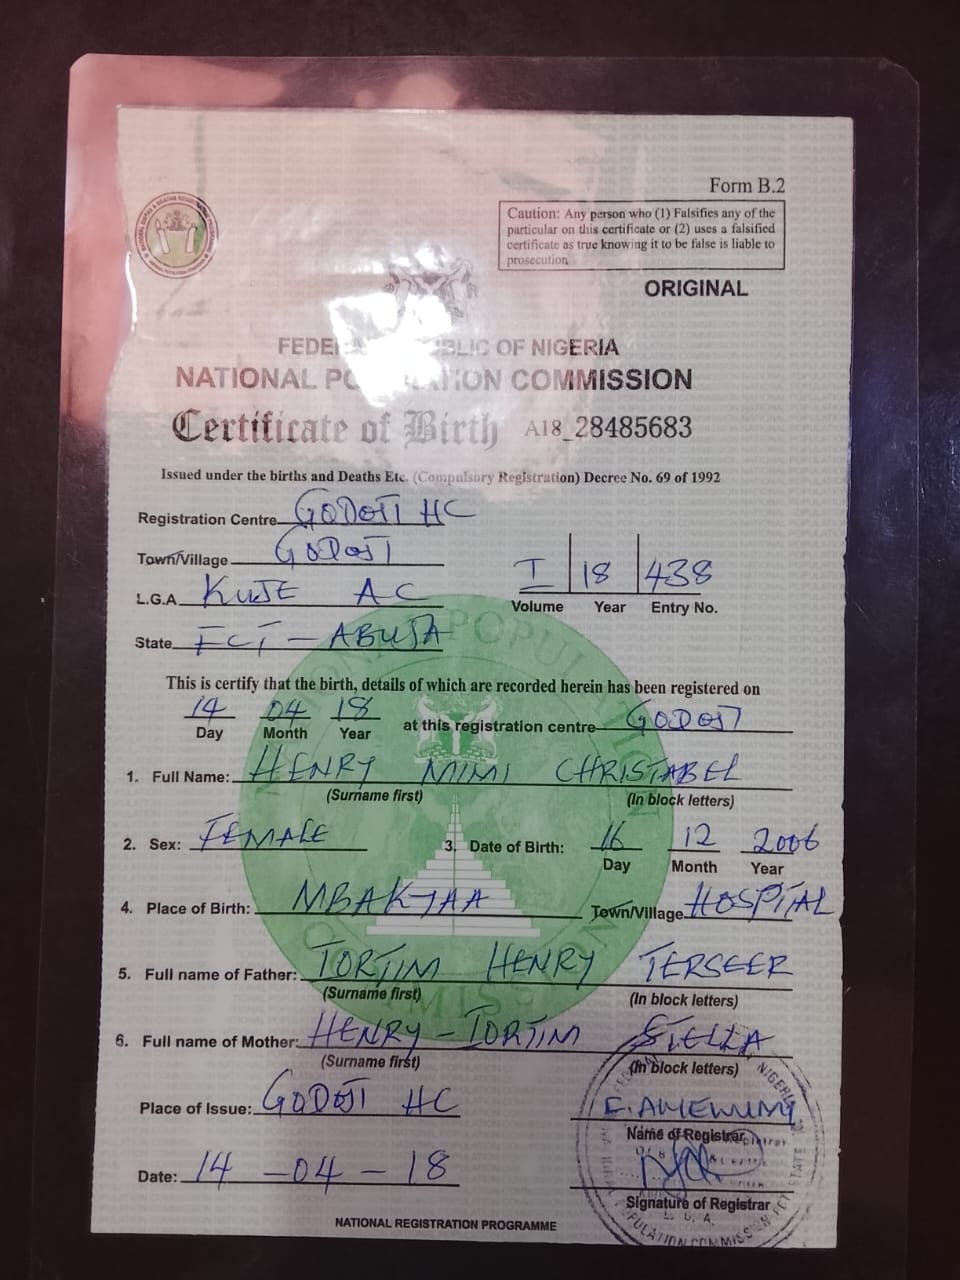 Form B.2
Caution: Any person who (1) Falsifies any of the
particular on this certificate or (2) uses a falsified
certificate as true knowing it to be false is liable to
prosecution
ORIGINAL
FEDERAL REPUBLIC OF NIGERIA
NATIONAL POPULATION COMMISSION
Certificate of Birth A18_28485683
Issued under the births and Deaths Etc. (Compulsory Registration) Decree No. 69 of 1992
Registration Centre GODOJI HC
Town/Village GODOJI
L.G.A KUJE AC
I 18 438
Volume Year Entry No.
State FCT - ABUJA
This is certify that the birth, details of which are recorded herein has been registered on
14 04 18 at this registration centre GODOJI
Day Month Year
1. Full Name: HENRY MIMI CHRISTABEL
(Surname first) (In block letters)
2. Sex: FEMALE 3. Date of Birth: 16 12 2006
Day Month Year
4. Place of Birth: Town/Village HOSPITAL
5. Full name of Father: TORTIM HENRY TERSEER
(Surname first) (In block letters)
6. Full name of Mother: HENRY - TORTIM STELLA
(Surname first) (In block letters)
Place of Issue: GODOJI HC
Name of Registrar
Date: 14 - 04 - 18
Signature of Registrar
NATIONAL REGISTRATION PROGRAMME